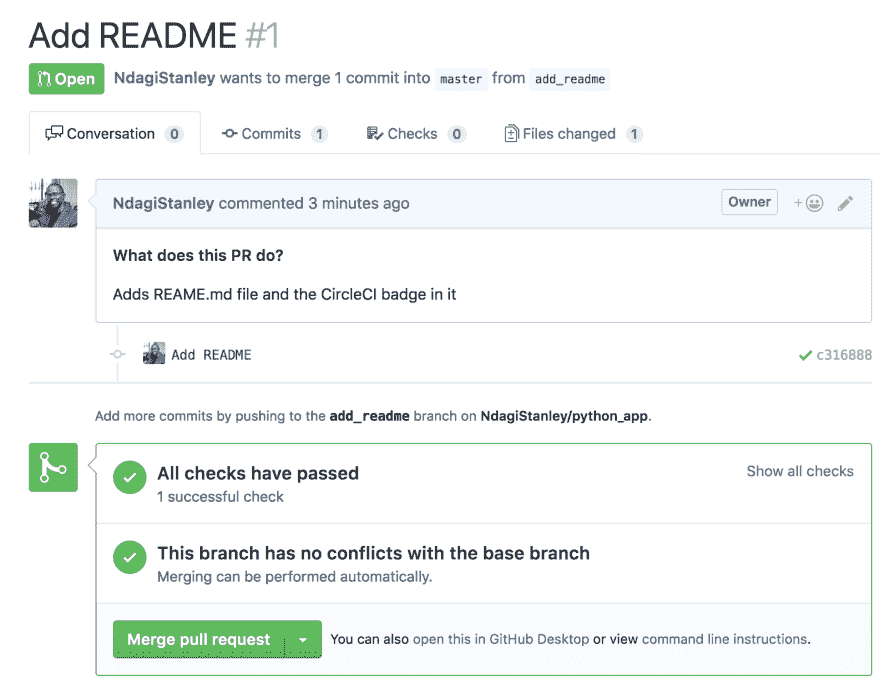 Add README #1
Open NdagiStanley wants to merge 1 commit into master from add_readme
Conversation 0 Commits 1 Checks 0 Files changed 1
NdagiStanley commented 3 minutes ago Owner +
What does this PR do?
Adds REAME.md file and the CircleCI badge in it
Add README c316888
Add more commits by pushing to the add_readme branch on NdagiStanley/python_app.
All checks have passed Show all checks
1 successful check
This branch has no conflicts with the base branch
Merging can be performed automatically.
Merge pull request You can also open this in GitHub Desktop or view command line instructions.